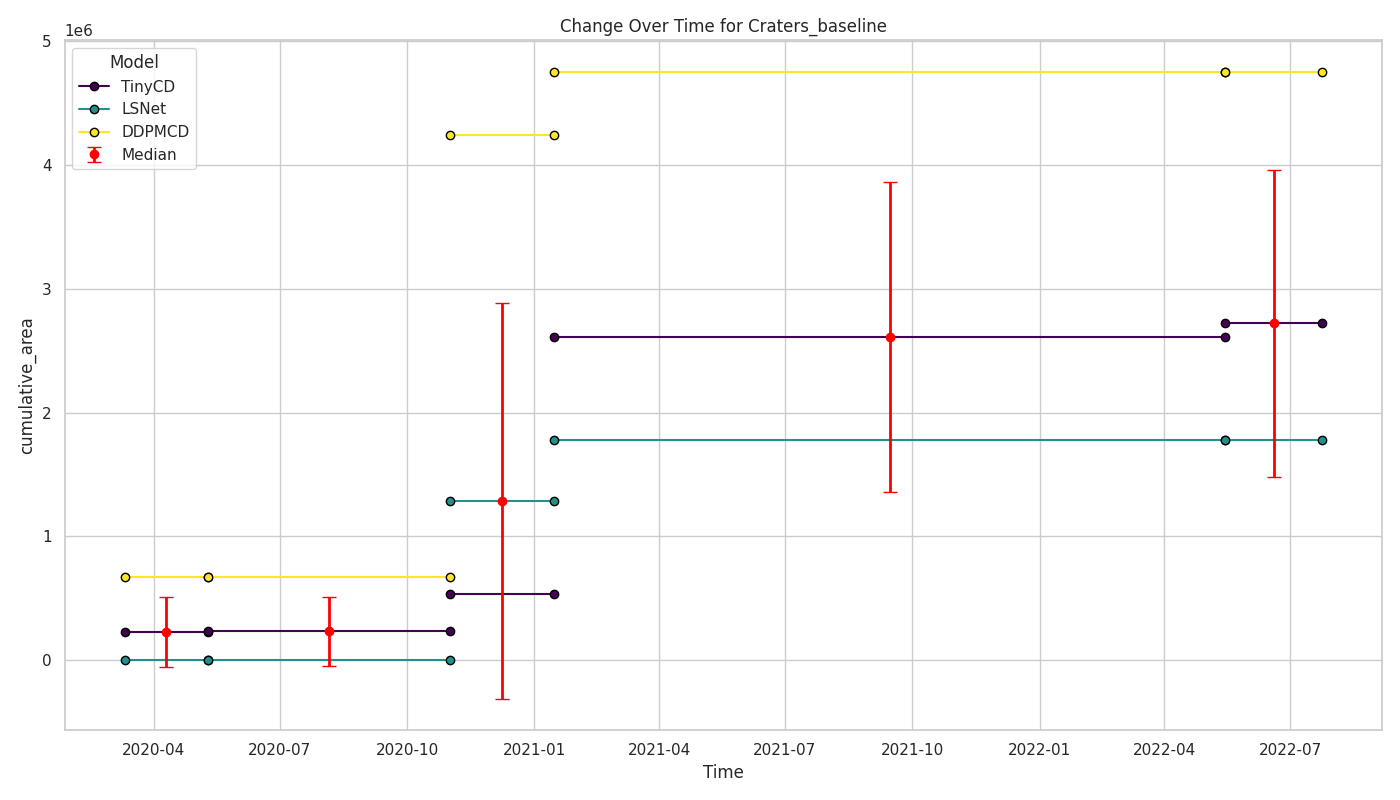 Change Over Time for Craters_baseline
1e6
5
4
3
2
1
0
cumulative_area
Model
TinyCD
LSNet
DDPMCD
Median
2020-04
2020-07
2020-10
2021-01
2021-04
2021-07
2021-10
2022-01
2022-04
2022-07
Time